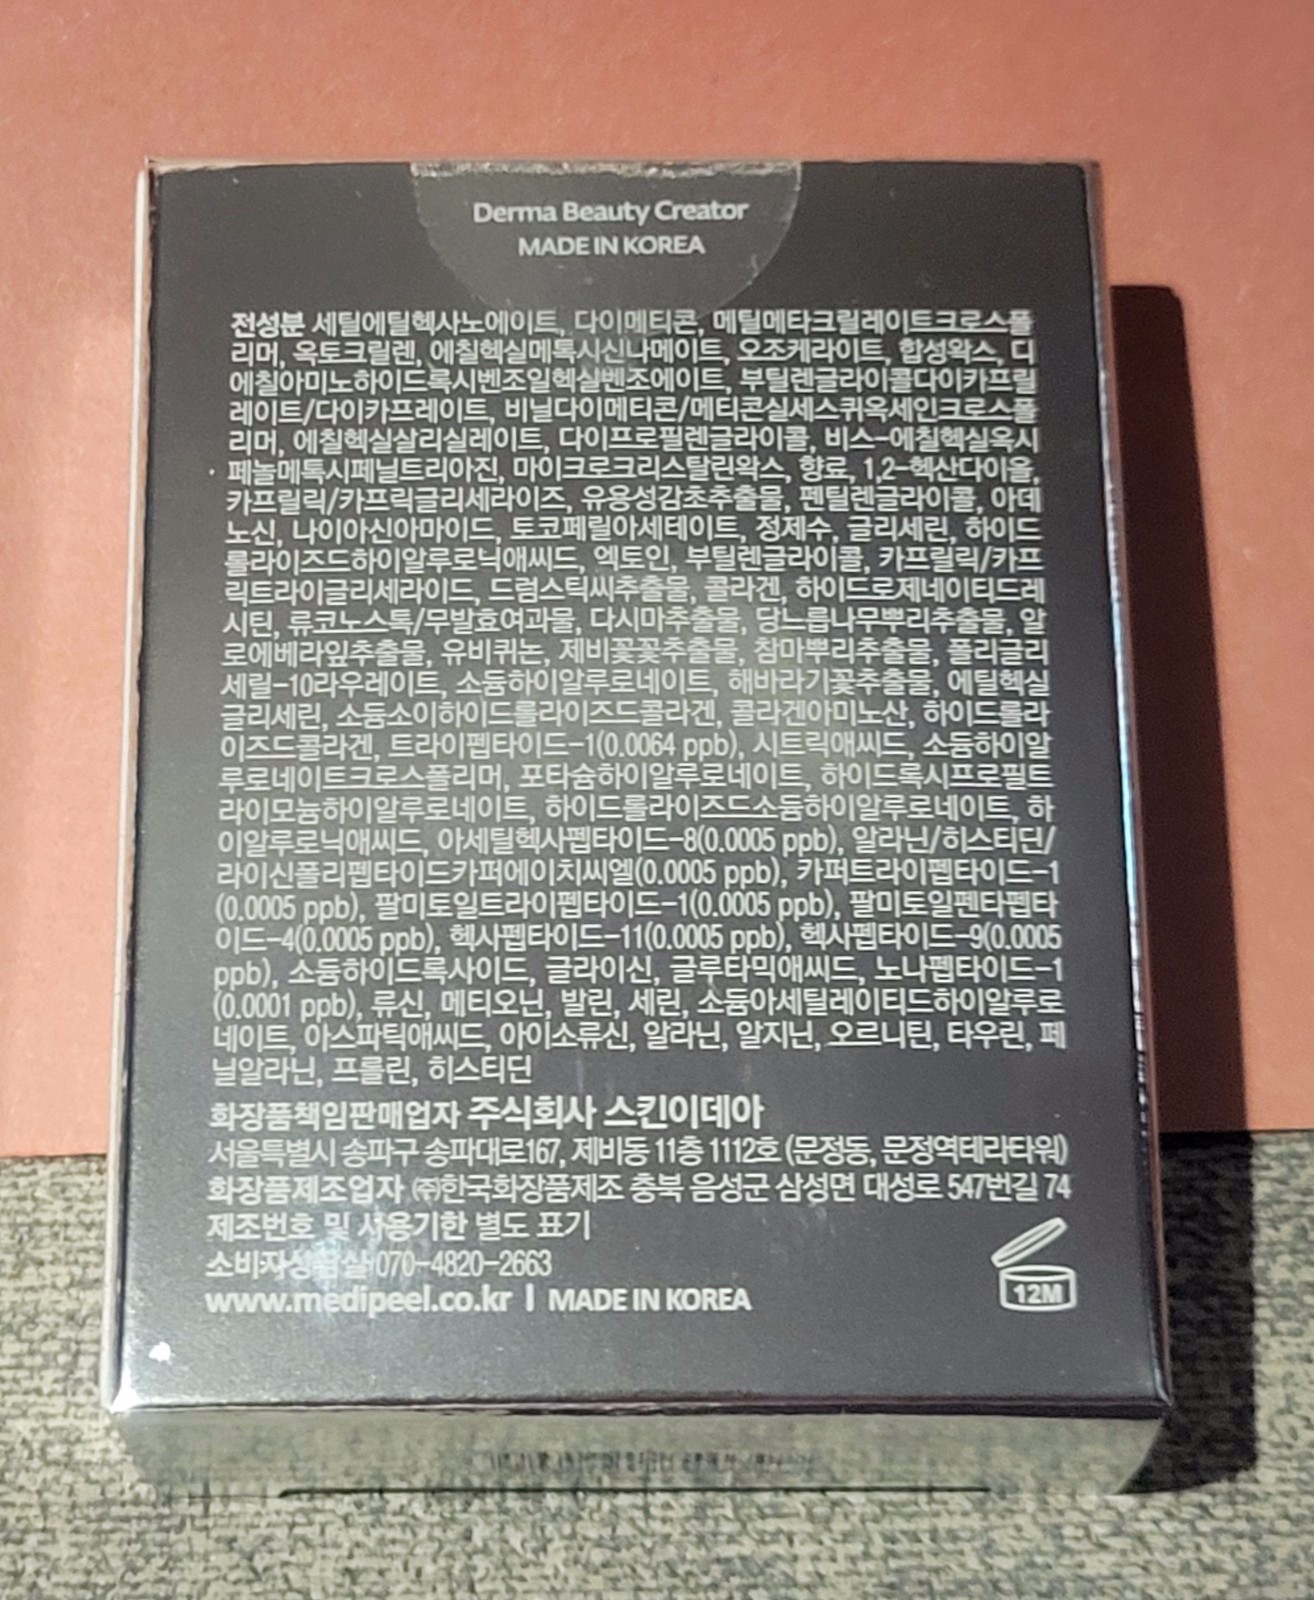 Derma Beauty Creator
MADE IN KOREA
전성분 세틸에틸헥사노에이트, 다이메티콘, 메틸메타크릴레이트크로스폴
리머, 옥토크릴렌, 에칠헥실메톡시신나메이트, 오조케라이트, 합성왁스, 디
에칠아미노하이드록시벤조일헥실벤조에이트, 부틸렌글라이콜다이카프릴
레이트/다이카프레이트, 비닐다이메티콘/메티콘실세스퀴옥세인크로스폴
리머, 에칠헥실살리실레이트, 다이프로필렌글라이콜, 비스-에칠헥실옥시
페놀메톡시페닐트리아진, 마이크로크리스탈린왁스, 향료, 1,2-헥산다이올,
카프릴릭/카프릭글리세라이즈, 유용성감초추출물, 펜틸렌글라이콜, 아데
노신, 나이아신아마이드, 토코페릴아세테이트, 정제수, 글리세린, 하이드
롤라이즈드하이알루로닉애씨드, 엑토인, 부틸렌글라이콜, 카프릴릭/카프
릭트라이글리세라이드, 드럼스틱씨추출물, 콜라겐, 하이드로제네이티드레
시틴, 류코노스톡/무발효여과물, 다시마추출물, 당느릅나무뿌리추출물, 알
로에베라잎추출물, 유비퀴논, 제비꽃꽃추출물, 참마뿌리추출물, 폴리글리
세릴-10라우레이트, 소듐하이알루로네이트, 해바라기꽃추출물, 에틸헥실
글리세린, 소듐소이하이드롤라이즈드콜라겐, 콜라겐아미노산, 하이드롤라
이즈드콜라겐, 트라이펩타이드-1(0.0064 ppb), 시트릭애씨드, 소듐하이알
루로네이트크로스폴리머, 포타슘하이알루로네이트, 하이드록시프로필트
라이모늄하이알루로네이트, 하이드롤라이즈드소듐하이알루로네이트, 하
이알루로닉애씨드, 아세틸헥사펩타이드-8(0.0005 ppb), 알라닌/히스티딘/
라이신폴리펩타이드카퍼에이치씨엘(0.0005 ppb), 카퍼트라이펩타이드-1
(0.0005 ppb), 팔미토일트라이펩타이드-1(0.0005 ppb), 팔미토일펜타펩타
이드-4(0.0005 ppb), 헥사펩타이드-11(0.0005 ppb), 헥사펩타이드-9(0.0005
ppb), 소듐하이드록사이드, 글라이신, 글루타믹애씨드, 노나펩타이드-1
(0.0001 ppb), 류신, 메티오닌, 발린, 세린, 소듐아세틸레이티드하이알루로
네이트, 아스파틱애씨드, 아이소류신, 알라닌, 알지닌, 오르니틴, 타우린, 페
닐알라닌, 프롤린, 히스티딘
화장품책임판매업자 주식회사 스킨이데아
서울특별시 송파구 송파대로167, 제비동 11층 1112호 (문정동, 문정역테라타워)
화장품제조업자 ㈜한국화장품제조 충북 음성군 삼성면 대성로 547번길 74
제조번호 및 사용기한 별도 표기
소비자상담실 070-4820-2663
www.medipeel.co.kr | MADE IN KOREA
12M